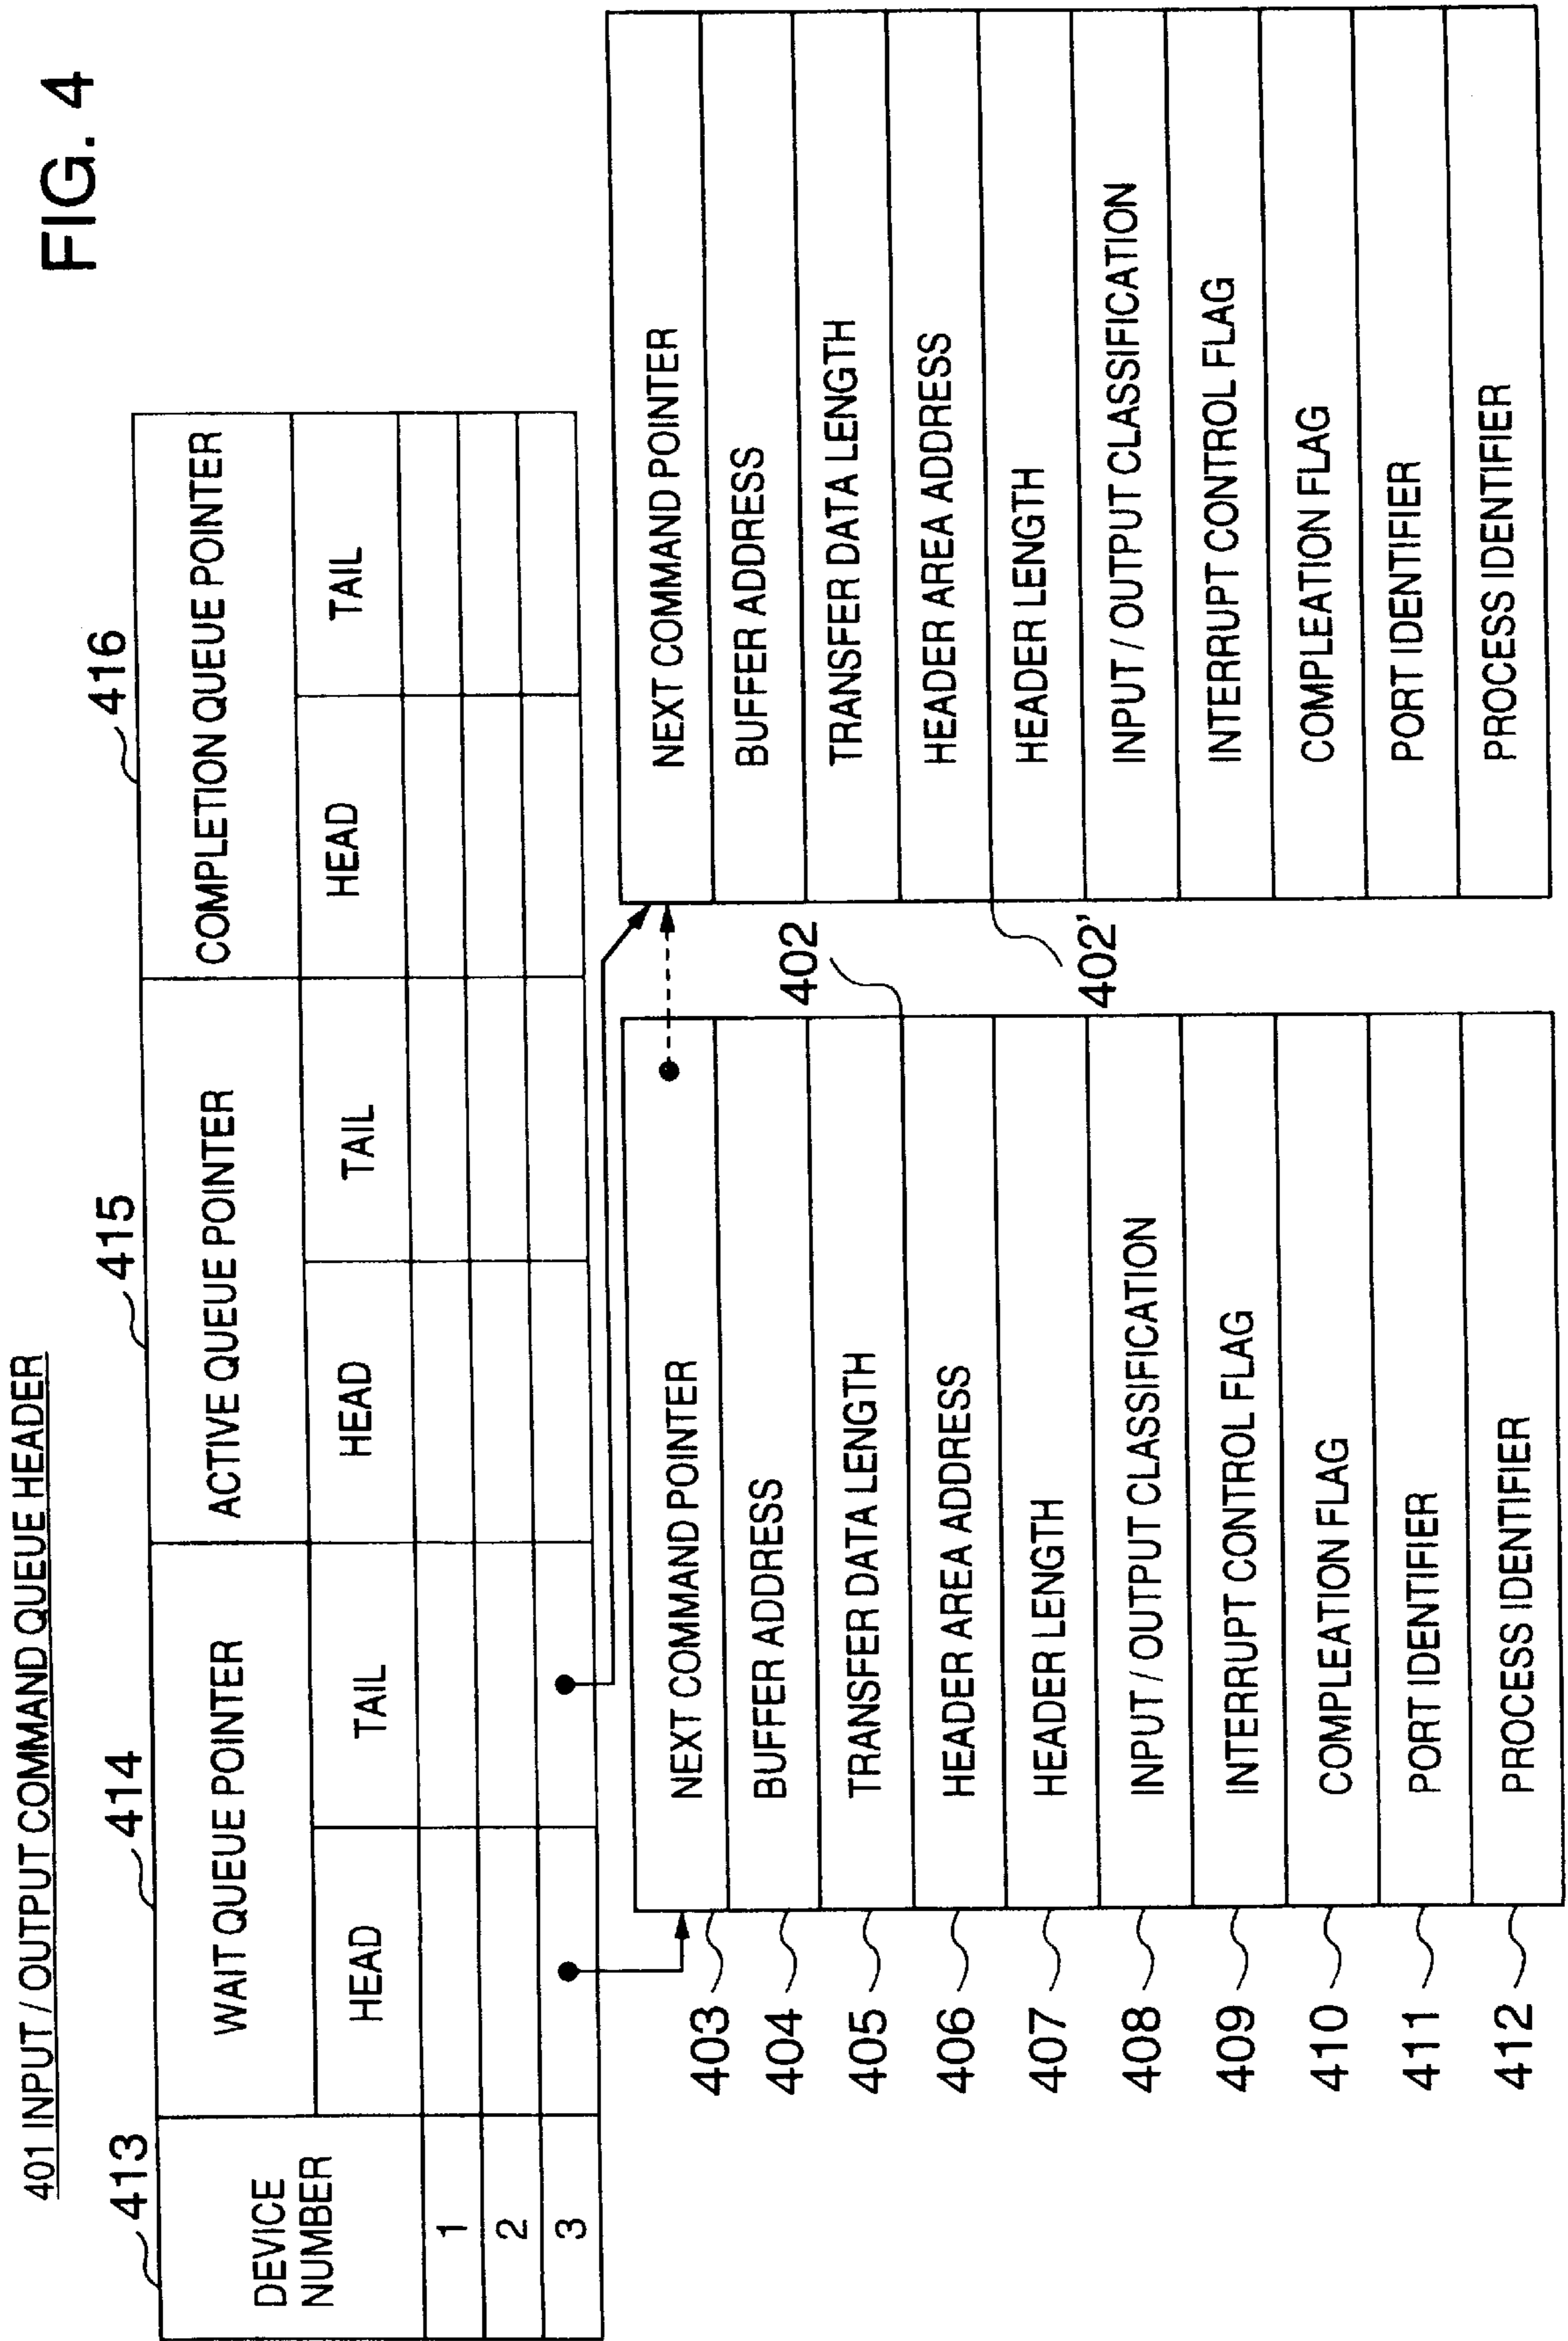 FIG. 4
401 INPUT / OUTPUT COMMAND QUEUE HEADER
413
414
415
416
DEVICE
NUMBER
WAIT QUEUE POINTER
ACTIVE QUEUE POINTER
COMPLETION QUEUE POINTER
HEAD
TAIL
HEAD
TAIL
HEAD
TAIL
1
2
3
403
NEXT COMMAND POINTER
404
BUFFER ADDRESS
405
TRANSFER DATA LENGTH
406
HEADER AREA ADDRESS
407
HEADER LENGTH
408
INPUT / OUTPUT CLASSIFICATION
409
INTERRUPT CONTROL FLAG
410
COMPLEATION FLAG
411
PORT IDENTIFIER
412
PROCESS IDENTIFIER
402
402'
NEXT COMMAND POINTER
BUFFER ADDRESS
TRANSFER DATA LENGTH
HEADER AREA ADDRESS
HEADER LENGTH
INPUT / OUTPUT CLASSIFICATION
INTERRUPT CONTROL FLAG
COMPLEATION FLAG
PORT IDENTIFIER
PROCESS IDENTIFIER